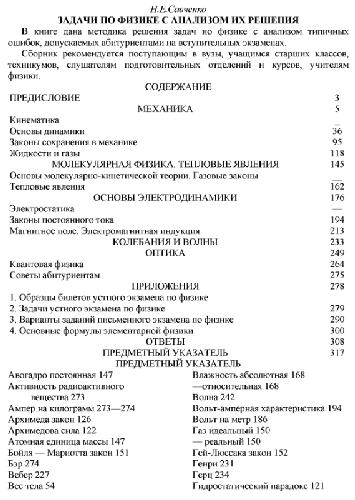 Н.Е.Савченко
ЗАДАЧИ ПО ФИЗИКЕ С АНАЛИЗОМ ИХ РЕШЕНИЯ
В книге дана методика решения задач по физике с анализом типичных
ошибок, допускаемых абитуриентами на вступительных экзаменах.
Сборник рекомендуется поступающим в вузы, учащимся старших классов,
техникумов, слушателям подготовительных отделений и курсов, учителям
физики.
СОДЕРЖАНИЕ
ПРЕДИСЛОВИЕ 3
МЕХАНИКА 5
Кинематика _
Основы динамики 36
Законы сохранения в механике 95
Жидкости и газы 118
МОЛЕКУЛЯРНАЯ ФИЗИКА. ТЕПЛОВЫЕ ЯВЛЕНИЯ 145
Основы молекулярно-кинетической теории. Газовые законы _
Тепловые явления 162
ОСНОВЫ ЭЛЕКТРОДИНАМИКИ 176
Электростатика —
Законы постоянного тока 194
Магнитное поле. Электромагнитная индукция 213
КОЛЕБАНИЯ И ВОЛНЫ 233
ОПТИКА 249
Квантовая физика 264
Советы абитуриентам 275
ПРИЛОЖЕНИЯ 278
1. Образцы билетов устного экзамена по физике
2. Задачи устного экзамена по физике 279
3. Варианты заданий письменного экзамена по физике 290
4. Основные формулы элементарной физики 300
ОТВЕТЫ 308
ПРЕДМЕТНЫЙ УКАЗАТЕЛЬ 317
ПРЕДМЕТНЫЙ УКАЗАТЕЛЬ
Авогадро постоянная 147
Активность радиоактивного
вещества 273
Ампер на килограмм 273—274
Архимеда закон 126
Архимедова сила 122
Атомная единица массы 147
Бойля — Мариотта закон 151
Бэр 274
Вебер 227
Вес тела 54
Влажность абсолютная 168
—относительная 168
Волна 242
Вольт-амперная характеристика 194
Вольт на метр 186
Газ идеальный 150
— реальный 150
Гей-Люссака закон 152
Генри 231
Герц 234
Гидростатический парадокс 121